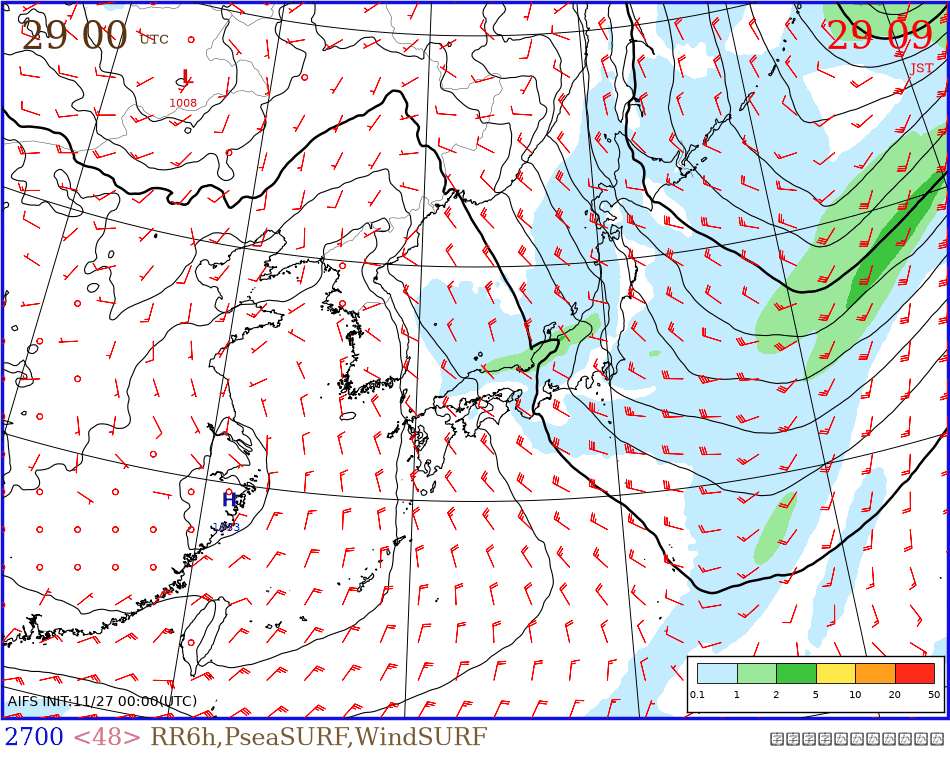 29 00 UTC
29 09
JST
L
1008
H
0.1 1 2 5 10 20 50
AIFS INIT:11/27 00:00(UTC)
2700 <48> RR6h,PseaSURF,WindSURF